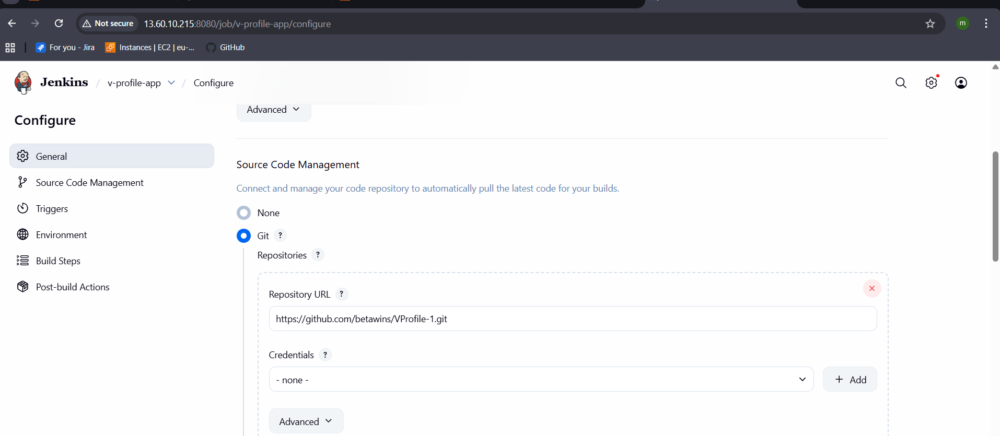 Not secure 13.60.10.215:8080/job/v-profile-app/configure m
For you - Jira Instances | EC2 | eu-... GitHub
Jenkins / v-profile-app / Configure
Configure
General
Source Code Management
Triggers
Environment
Build Steps
Post-build Actions
Advanced
Source Code Management
Connect and manage your code repository to automatically pull the latest code for your builds.
None
Git ?
Repositories ?
Repository URL ?
https://github.com/betawins/VProfile-1.git
Credentials ?
- none -
+ Add
Advanced